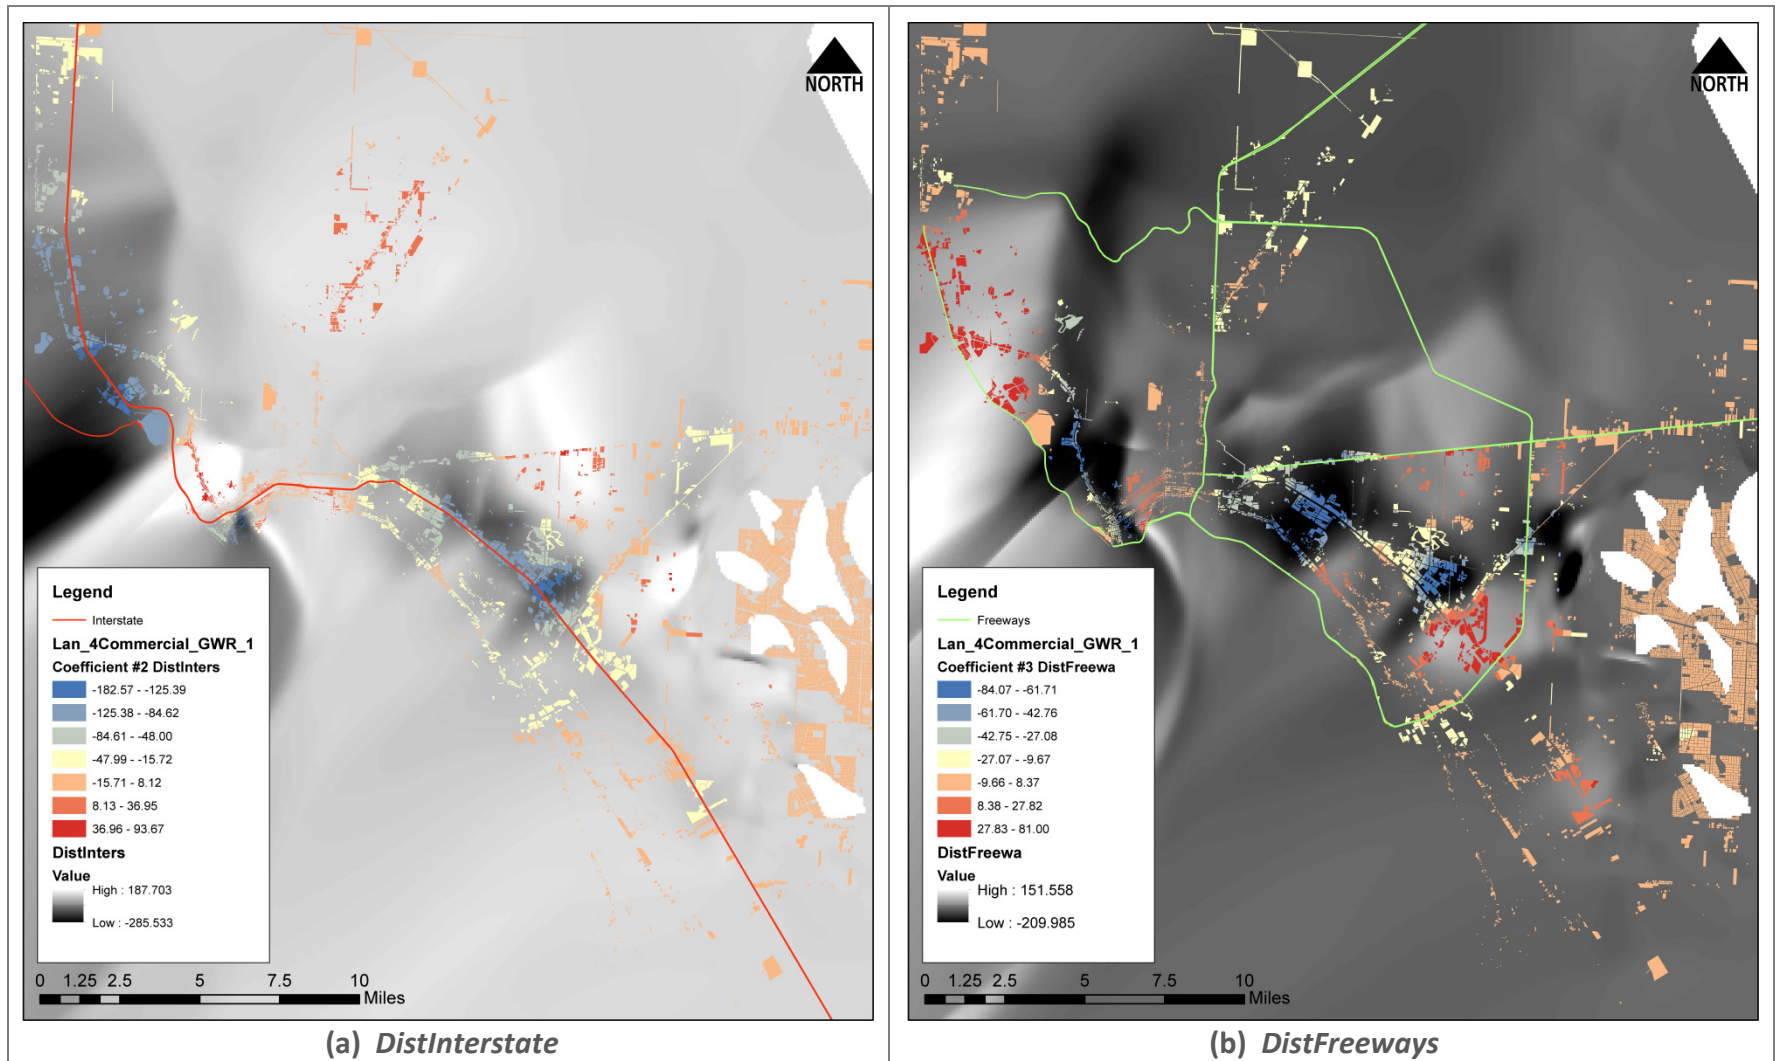 NORTH
Legend
Interstate
Lan_4Commercial_GWR_1
Coefficient #2 DistInters
-182.57 - -125.39
-125.38 - -84.62
-84.61 - -48.00
-47.99 - -15.72
-15.71 - 8.12
8.13 - 36.95
36.96 - 93.67
DistInters
Value
High : 187.703
Low : -285.533
0 1.25 2.5 5 7.5 10
Miles
(a) DistInterstate
NORTH
Legend
Freeways
Lan_4Commercial_GWR_1
Coefficient #3 DistFreewa
-84.07 - -61.71
-61.70 - -42.76
-42.75 - -27.08
-27.07 - -9.67
-9.66 - 8.37
8.38 - 27.82
27.83 - 81.00
DistFreewa
Value
High : 151.558
Low : -209.985
0 1.25 2.5 5 7.5 10
Miles
(b) DistFreeways